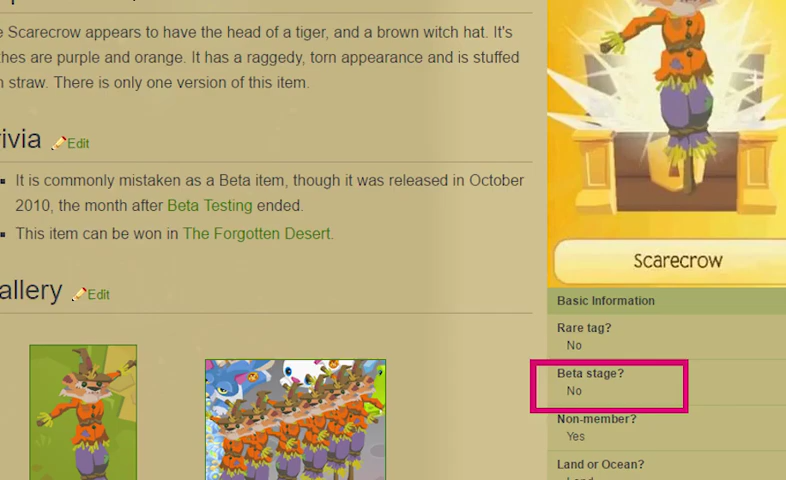 Scarecrow appears to have the head of a tiger, and a brown witch hat. It's
are purple and orange. It has a raggedy, torn appearance and is stuffed
straw. There is only one version of this item.
Edit
It is commonly mistaken as a Beta item, though it was released in October
2010, the month after Beta Testing ended.
This item can be won in The Forgotten Desert.
Edit
Scarecrow
Basic Information
Rare tag?
No
Beta stage?
No
Non-member?
Yes
Land or Ocean?